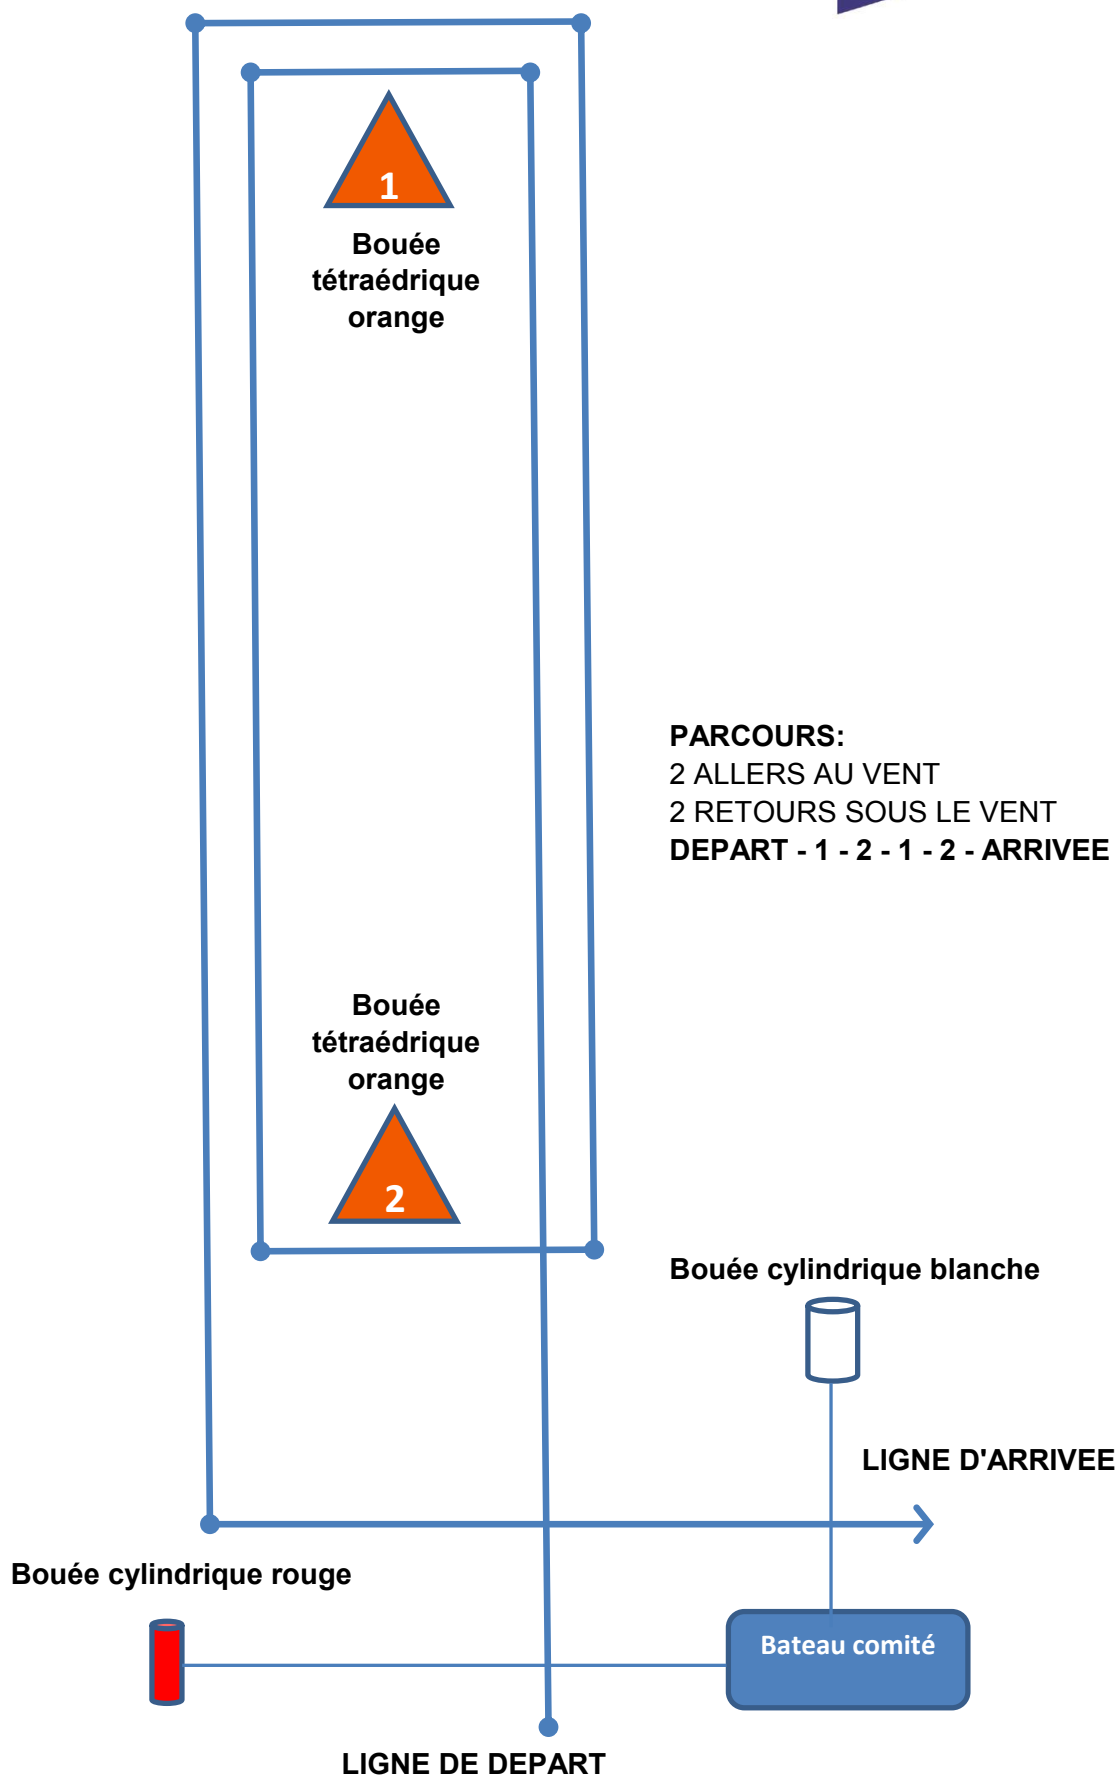 1
Bouée
tétraédrique
orange
PARCOURS:
2 ALLERS AU VENT
2 RETOURS SOUS LE VENT
DEPART - 1 - 2 - 1 - 2 - ARRIVEE
Bouée
tétraédrique
orange
2
Bouée cylindrique blanche
LIGNE D'ARRIVEE
Bouée cylindrique rouge
Bateau comité
LIGNE DE DEPART